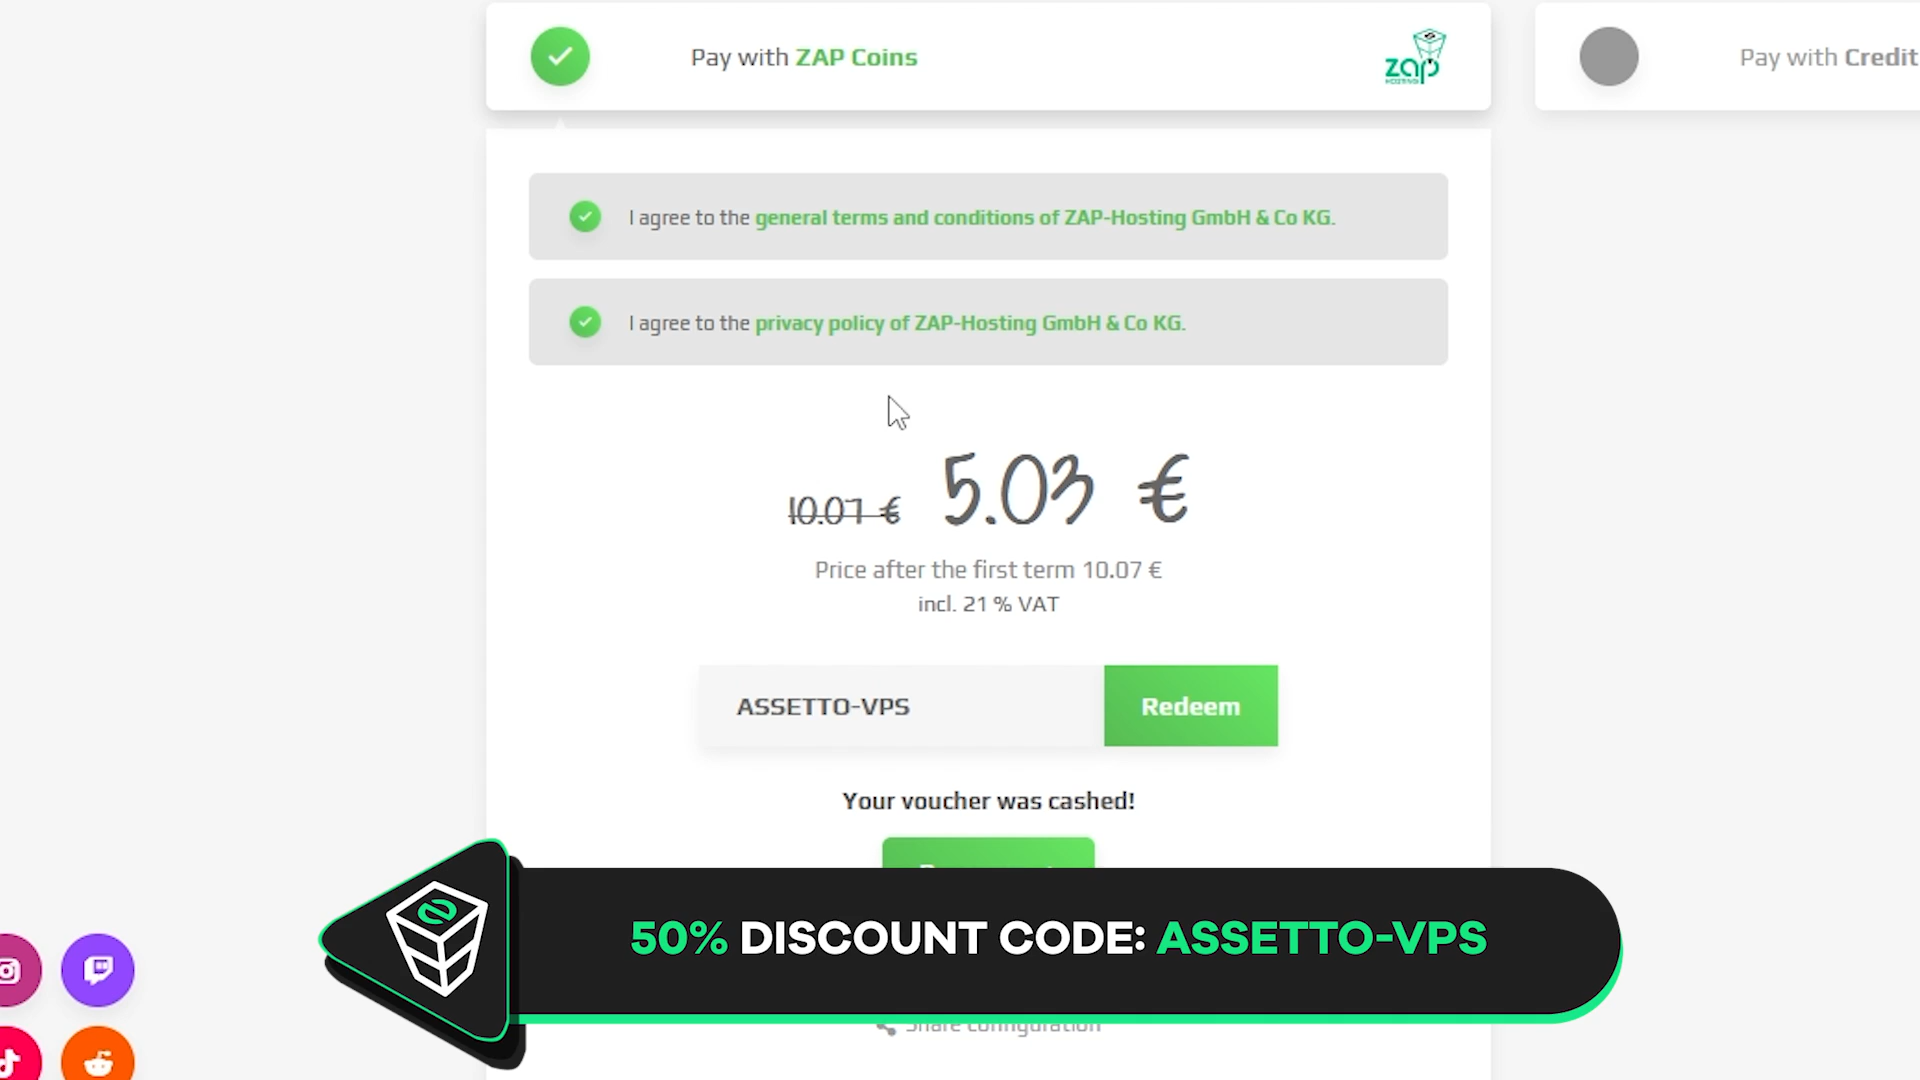 Pay with ZAP Coins
zap
HOSTING
Pay with Credit
I agree to the general terms and conditions of ZAP-Hosting GmbH & Co KG.
I agree to the privacy policy of ZAP-Hosting GmbH & Co KG.
10.07 € 5.03 €
Price after the first term 10.07 €
incl. 21 % VAT
ASSETTO-VPS
Redeem
Your voucher was cashed!
50% DISCOUNT CODE: ASSETTO-VPS
Share configuration